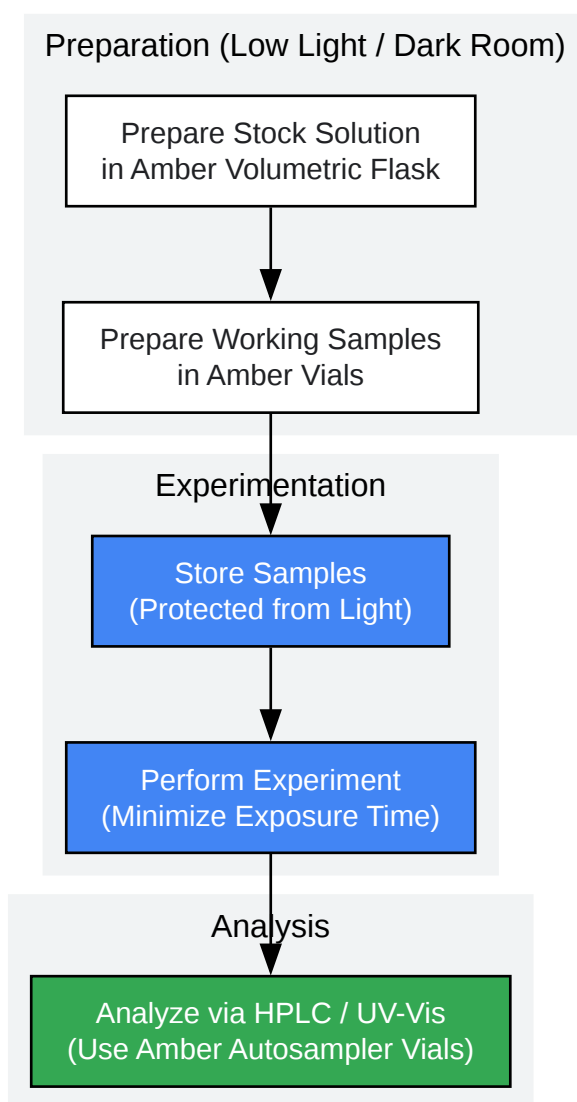 Preparation (Low Light / Dark Room)
Prepare Stock Solution
in Amber Volumetric Flask
Prepare Working Samples
in Amber Vials
Experimentation
Store Samples
(Protected from Light)
Perform Experiment
(Minimize Exposure Time)
Analysis
Analyze via HPLC / UV-Vis
(Use Amber Autosampler Vials)